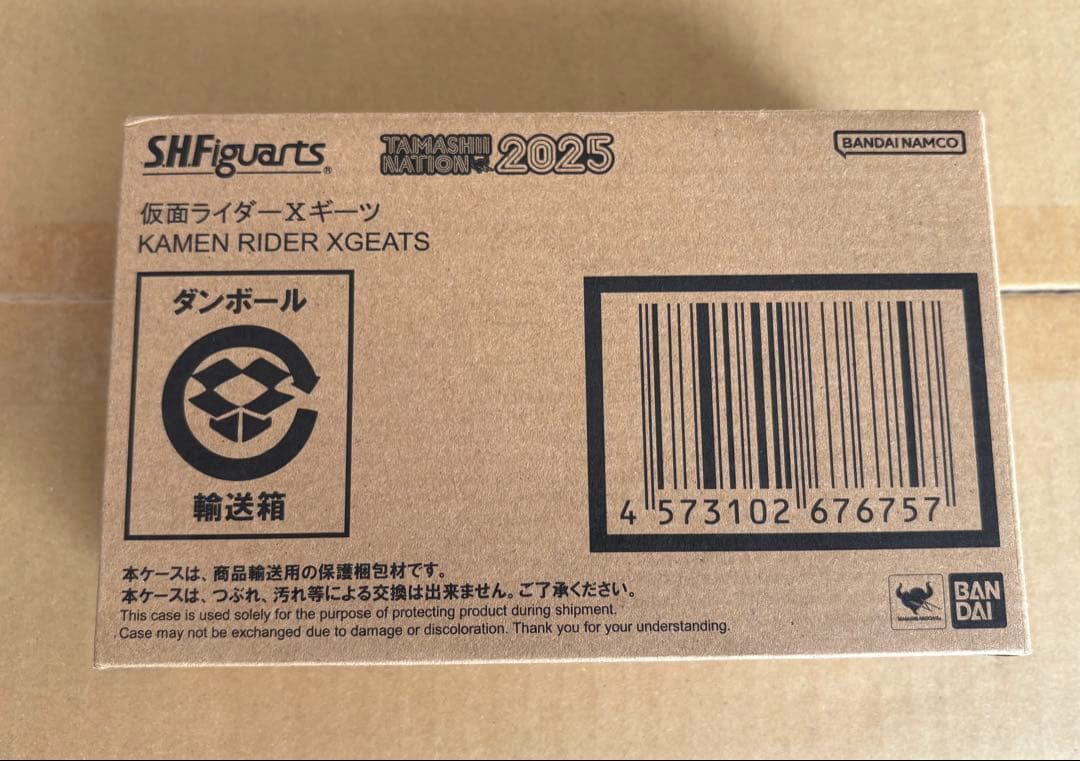 S.H.Figuarts®
TAMASHII NATION 2025
BANDAI NAMCO
仮面ライダーXギーツ
KAMEN RIDER XGEATS
ダンボール
輸送箱
4 573102 676757
本ケースは、商品輸送用の保護梱包材です。
本ケースは、つぶれ、汚れ等による交換は出来ません。ご了承ください。
This case is used solely for the purpose of protecting product during shipment.
Case may not be exchanged due to damage or discoloration. Thank you for your understanding.
BAN
DAI